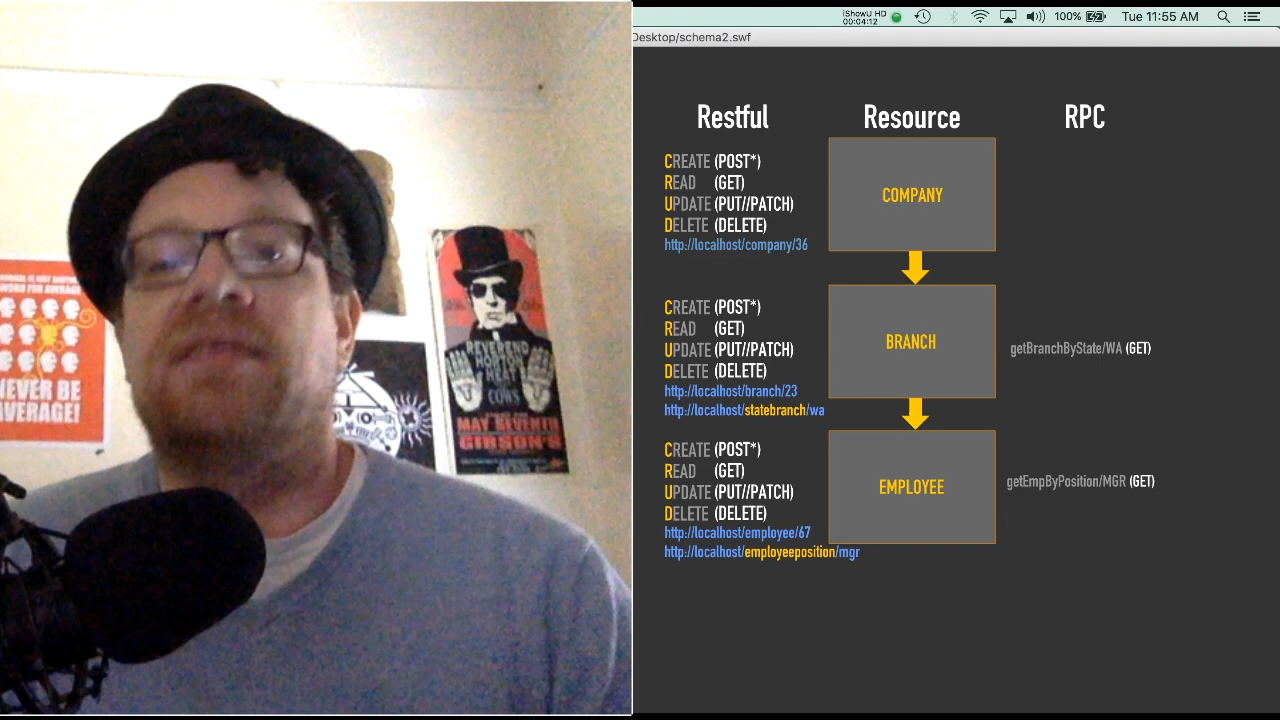 iShowU HD
00:04:12
100%
Tue 11:55 AM
Desktop/schema2.swf
Restful
Resource
RPC
CREATE (POST*)
READ (GET)
UPDATE (PUT//PATCH)
DELETE (DELETE)
http://localhost/company/36
COMPANY
CREATE (POST*)
READ (GET)
UPDATE (PUT//PATCH)
DELETE (DELETE)
http://localhost/branch/23
http://localhost/statebranch/wa
BRANCH
getBranchByState/WA (GET)
CREATE (POST*)
READ (GET)
UPDATE (PUT//PATCH)
DELETE (DELETE)
http://localhost/employee/67
http://localhost/employeeposition/mgr
EMPLOYEE
getEmpByPosition/MGR (GET)
WORD FOR AVERAGE.
NEVER BE
AVERAGE!
REVEREND
HORTON
HEAT
COWS
MAY SEVENTH
GIBSON'S